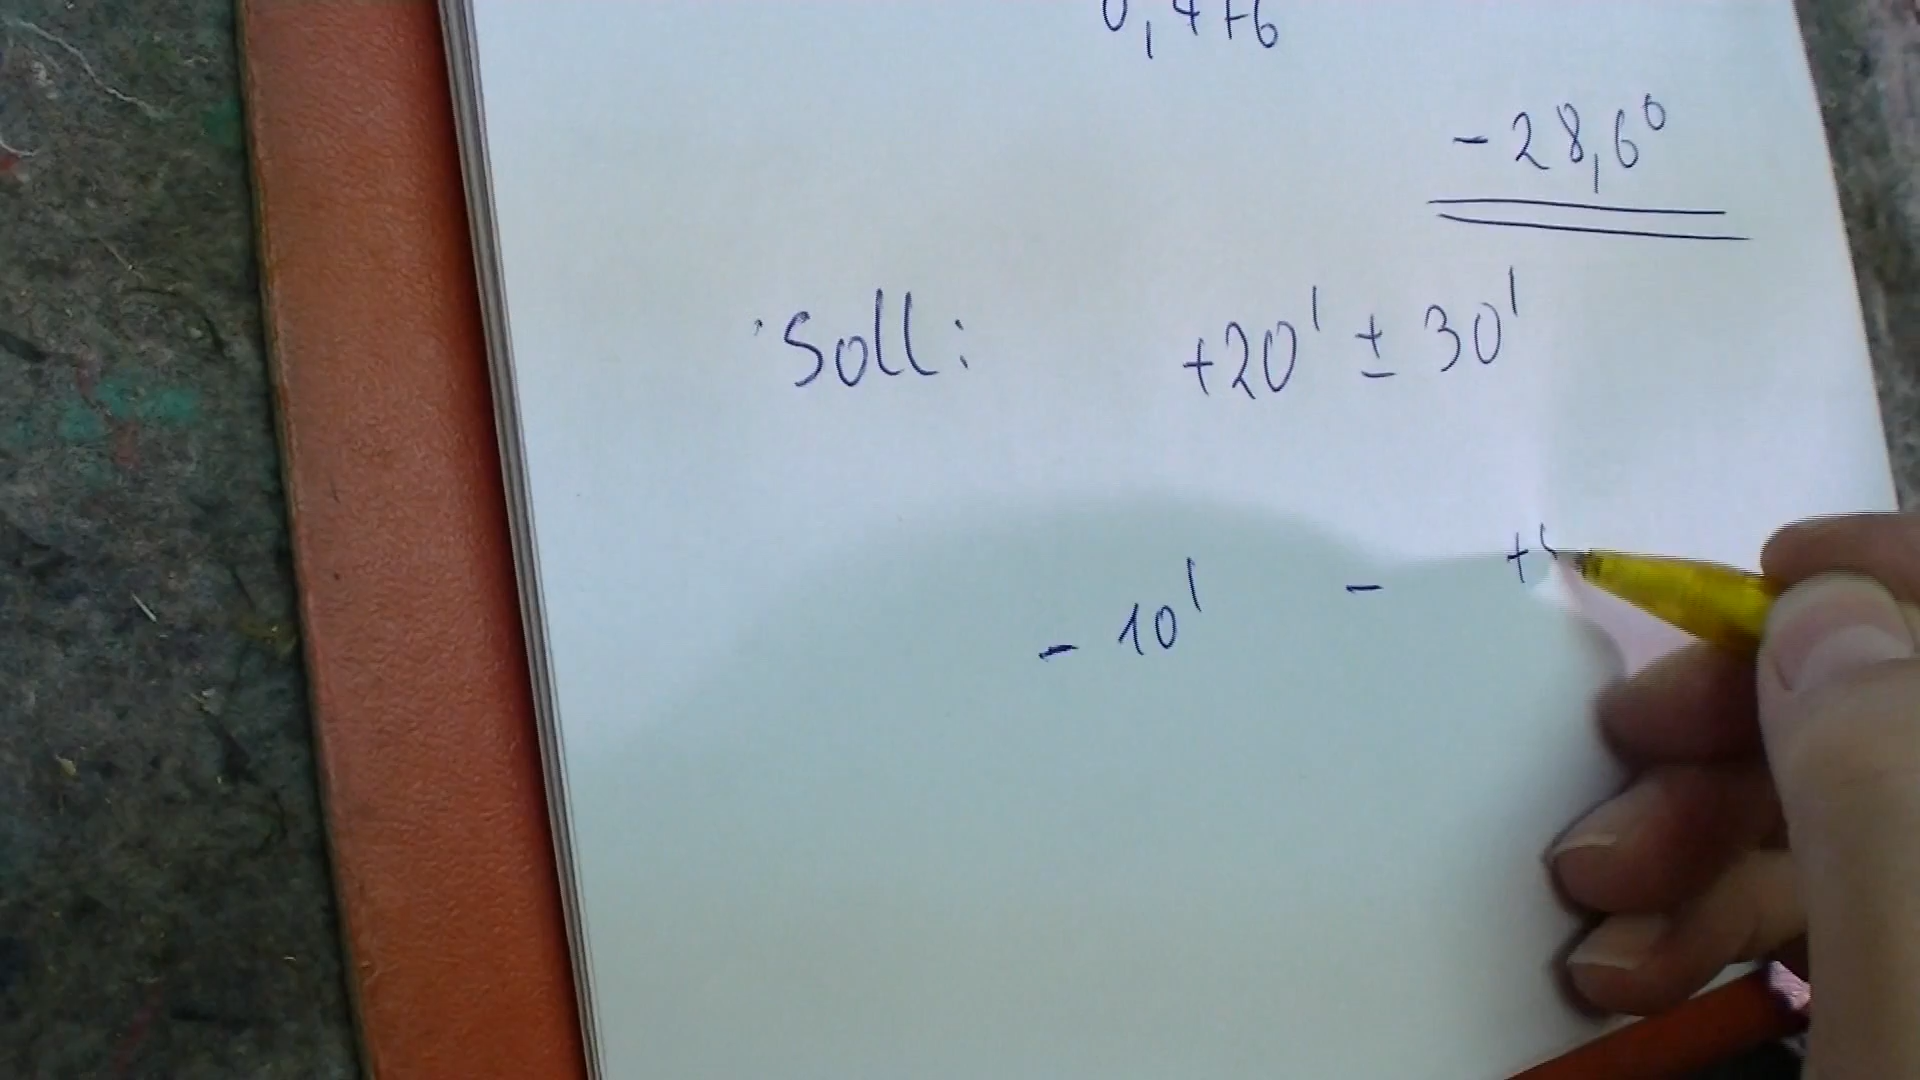 -28,6°
Soll: +20' ± 30'
- 10' - +